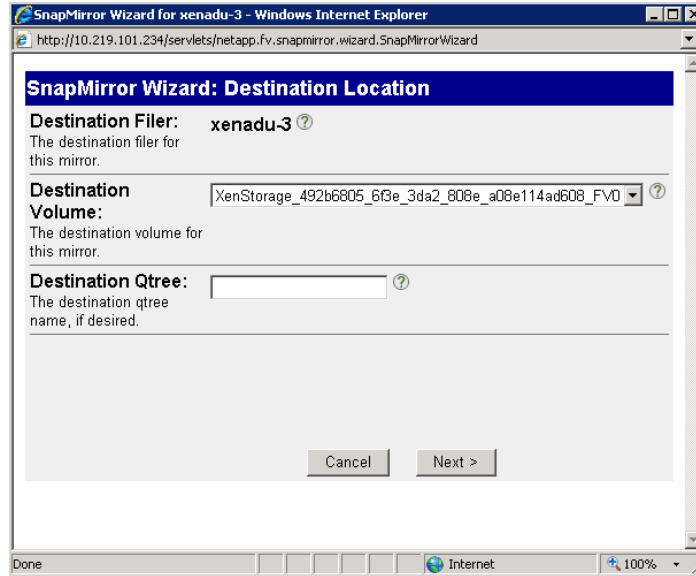 SnapMirror Wizard for xenadu-3 - Windows Internet Explorer
http://10.219.101.234/servlets/netapp.fv.snapmirror.wizard.SnapMirrorWizard
SnapMirror Wizard: Destination Location
Destination Filer:
xenadu-3 ?
The destination filer for
this mirror.
Destination
Volume:
XenStorage_492b6805_6f3e_3da2_808e_a08e114ad608_FV0 ?
The destination volume for
this mirror.
Destination Qtree:
?
The destination qtree
name, if desired.
Cancel
Next >
Done
Internet
100%